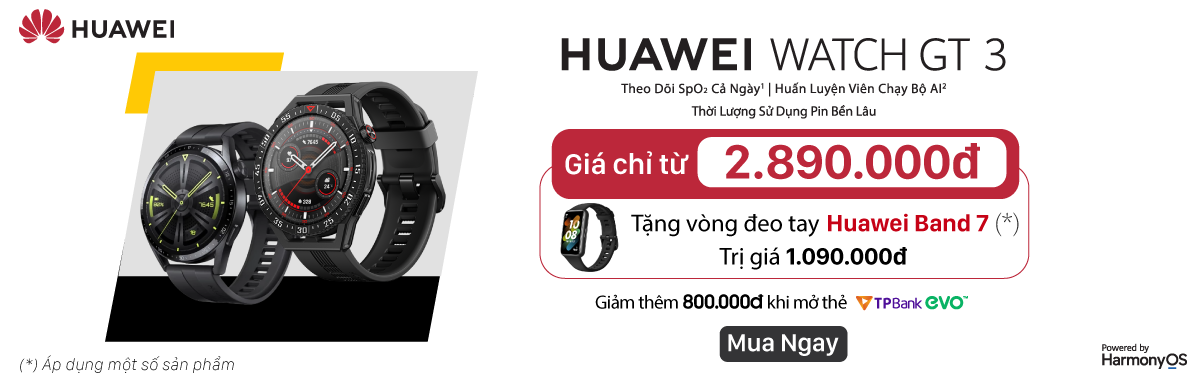 HUAWEI
HUAWEI WATCH GT 3
Theo Dõi SpO₂ Cả Ngày¹ | Huấn Luyện Viên Chạy Bộ AI²
Thời Lượng Sử Dụng Pin Bền Lâu
Giá chỉ từ 2.890.000đ
Tặng vòng đeo tay Huawei Band 7 (*)
Trị giá 1.090.000đ
Giảm thêm 800.000đ khi mở thẻ TPBank EVO™
Mua Ngay
(*) Áp dụng một số sản phẩm
Powered by
HarmonyOS